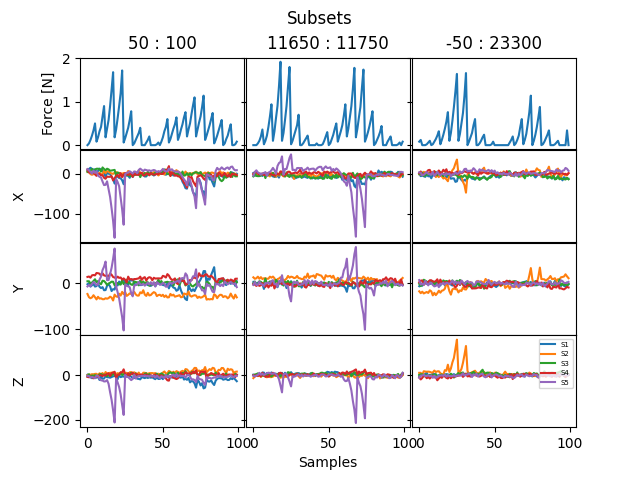 Subsets
50 : 100
11650 : 11750
-50 : 23300
Force [N]
2
1
0
X
0
−100
Y
0
−100
Z
0
−200
S1
S2
S3
S4
S5
0 50 100
0 50 100
0 50 100
Samples